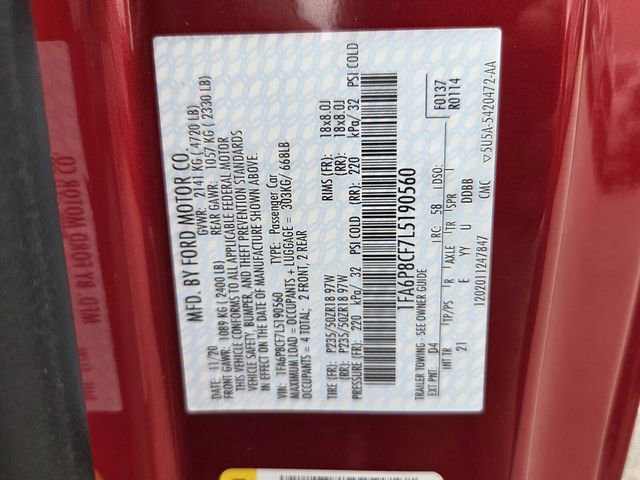 MFD. BY FORD MOTOR CO.
DATE: 11/20 GVWR: 2141 KG ( 4720 LB)
FRONT GAWR: 1089 KG ( 2400 LB) REAR GAWR: 1057 KG ( 2330 LB)
THIS VEHICLE CONFORMS TO ALL APPLICABLE FEDERAL MOTOR
VEHICLE SAFETY, BUMPER, AND THEFT PREVENTION STANDARDS
IN EFFECT ON THE DATE OF MANUFACTURE SHOWN ABOVE.
VIN: 1FA6P8CF7L5190560 TYPE: Passenger Car
MAXIMUM LOAD = OCCUPANTS + LUGGAGE = 303KG/ 668LB
OCCUPANTS = 4 TOTAL; 2 FRONT, 2 REAR
TIRE (FR): P235/50ZR18 97W RIMS (FR): 18x8.0J
(RR): P235/50ZR18 97W (RR): 18x8.0J
PRESSURE (FR): 220 kPa/ 32 PSI COLD (RR): 220 kPa/ 32 PSI COLD
1FA6P8CF7L5190560
F0137
R0114
TRAILER TOWING - SEE OWNER GUIDE
EXT PNT: D4 RC: 5B DSO:
INT TR TP/PS R AXLE TR SPR
21 E YY U DDBB
1202011247847 CMC ▽5U5A-5420472-AA
MFD. BY FORD MOTOR CO